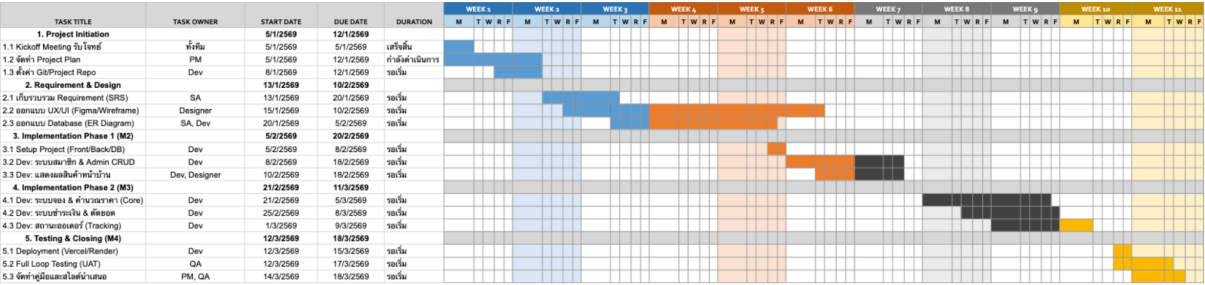 WEEK 1 WEEK 2 WEEK 3 WEEK 4 WEEK 5 WEEK 6 WEEK 7 WEEK 8 WEEK 9 WEEK 10 WEEK 11
TASK TITLE TASK OWNER START DATE DUE DATE DURATION M T W R F M T W R F M T W R F M T W R F M T W R F M T W R F M T W R F M T W R F M T W R F M T W R F M T W R F
1. Project Initiation 5/1/2569 12/1/2569
1.1 Kickoff Meeting รับโจทย์ ทั้งทีม 5/1/2569 5/1/2569 เสร็จสิ้น
1.2 จัดทำ Project Plan PM 5/1/2569 12/1/2569 กำลังดำเนินการ
1.3 ตั้งค่า Git/Project Repo Dev 8/1/2569 12/1/2569 รอเริ่ม
2. Requirement & Design 13/1/2569 10/2/2569
2.1 เก็บรวบรวม Requirement (SRS) SA 13/1/2569 20/1/2569 รอเริ่ม
2.2 ออกแบบ UX/UI (Figma/Wireframe) Designer 15/1/2569 10/2/2569 รอเริ่ม
2.3 ออกแบบ Database (ER Diagram) SA, Dev 20/1/2569 5/2/2569 รอเริ่ม
3. Implementation Phase 1 (M2) 5/2/2569 20/2/2569
3.1 Setup Project (Front/Back/DB) Dev 5/2/2569 8/2/2569 รอเริ่ม
3.2 Dev: ระบบสมาชิก & Admin CRUD Dev 8/2/2569 18/2/2569 รอเริ่ม
3.3 Dev: แสดงผลสินค้าหน้าบ้าน Dev, Designer 10/2/2569 18/2/2569 รอเริ่ม
4. Implementation Phase 2 (M3) 21/2/2569 11/3/2569
4.1 Dev: ระบบจอง & คำนวณราคา (Core) Dev 21/2/2569 5/3/2569 รอเริ่ม
4.2 Dev: ระบบชำระเงิน & ตัดยอด Dev 25/2/2569 8/3/2569 รอเริ่ม
4.3 Dev: สถานะออเดอร์ (Tracking) Dev 1/3/2569 9/3/2569 รอเริ่ม
5. Testing & Closing (M4) 12/3/2569 18/3/2569
5.1 Deployment (Vercel/Render) Dev 12/3/2569 15/3/2569 รอเริ่ม
5.2 Full Loop Testing (UAT) QA 12/3/2569 17/3/2569 รอเริ่ม
5.3 จัดทำคู่มือและสไลด์นำเสนอ PM, QA 14/3/2569 18/3/2569 รอเริ่ม